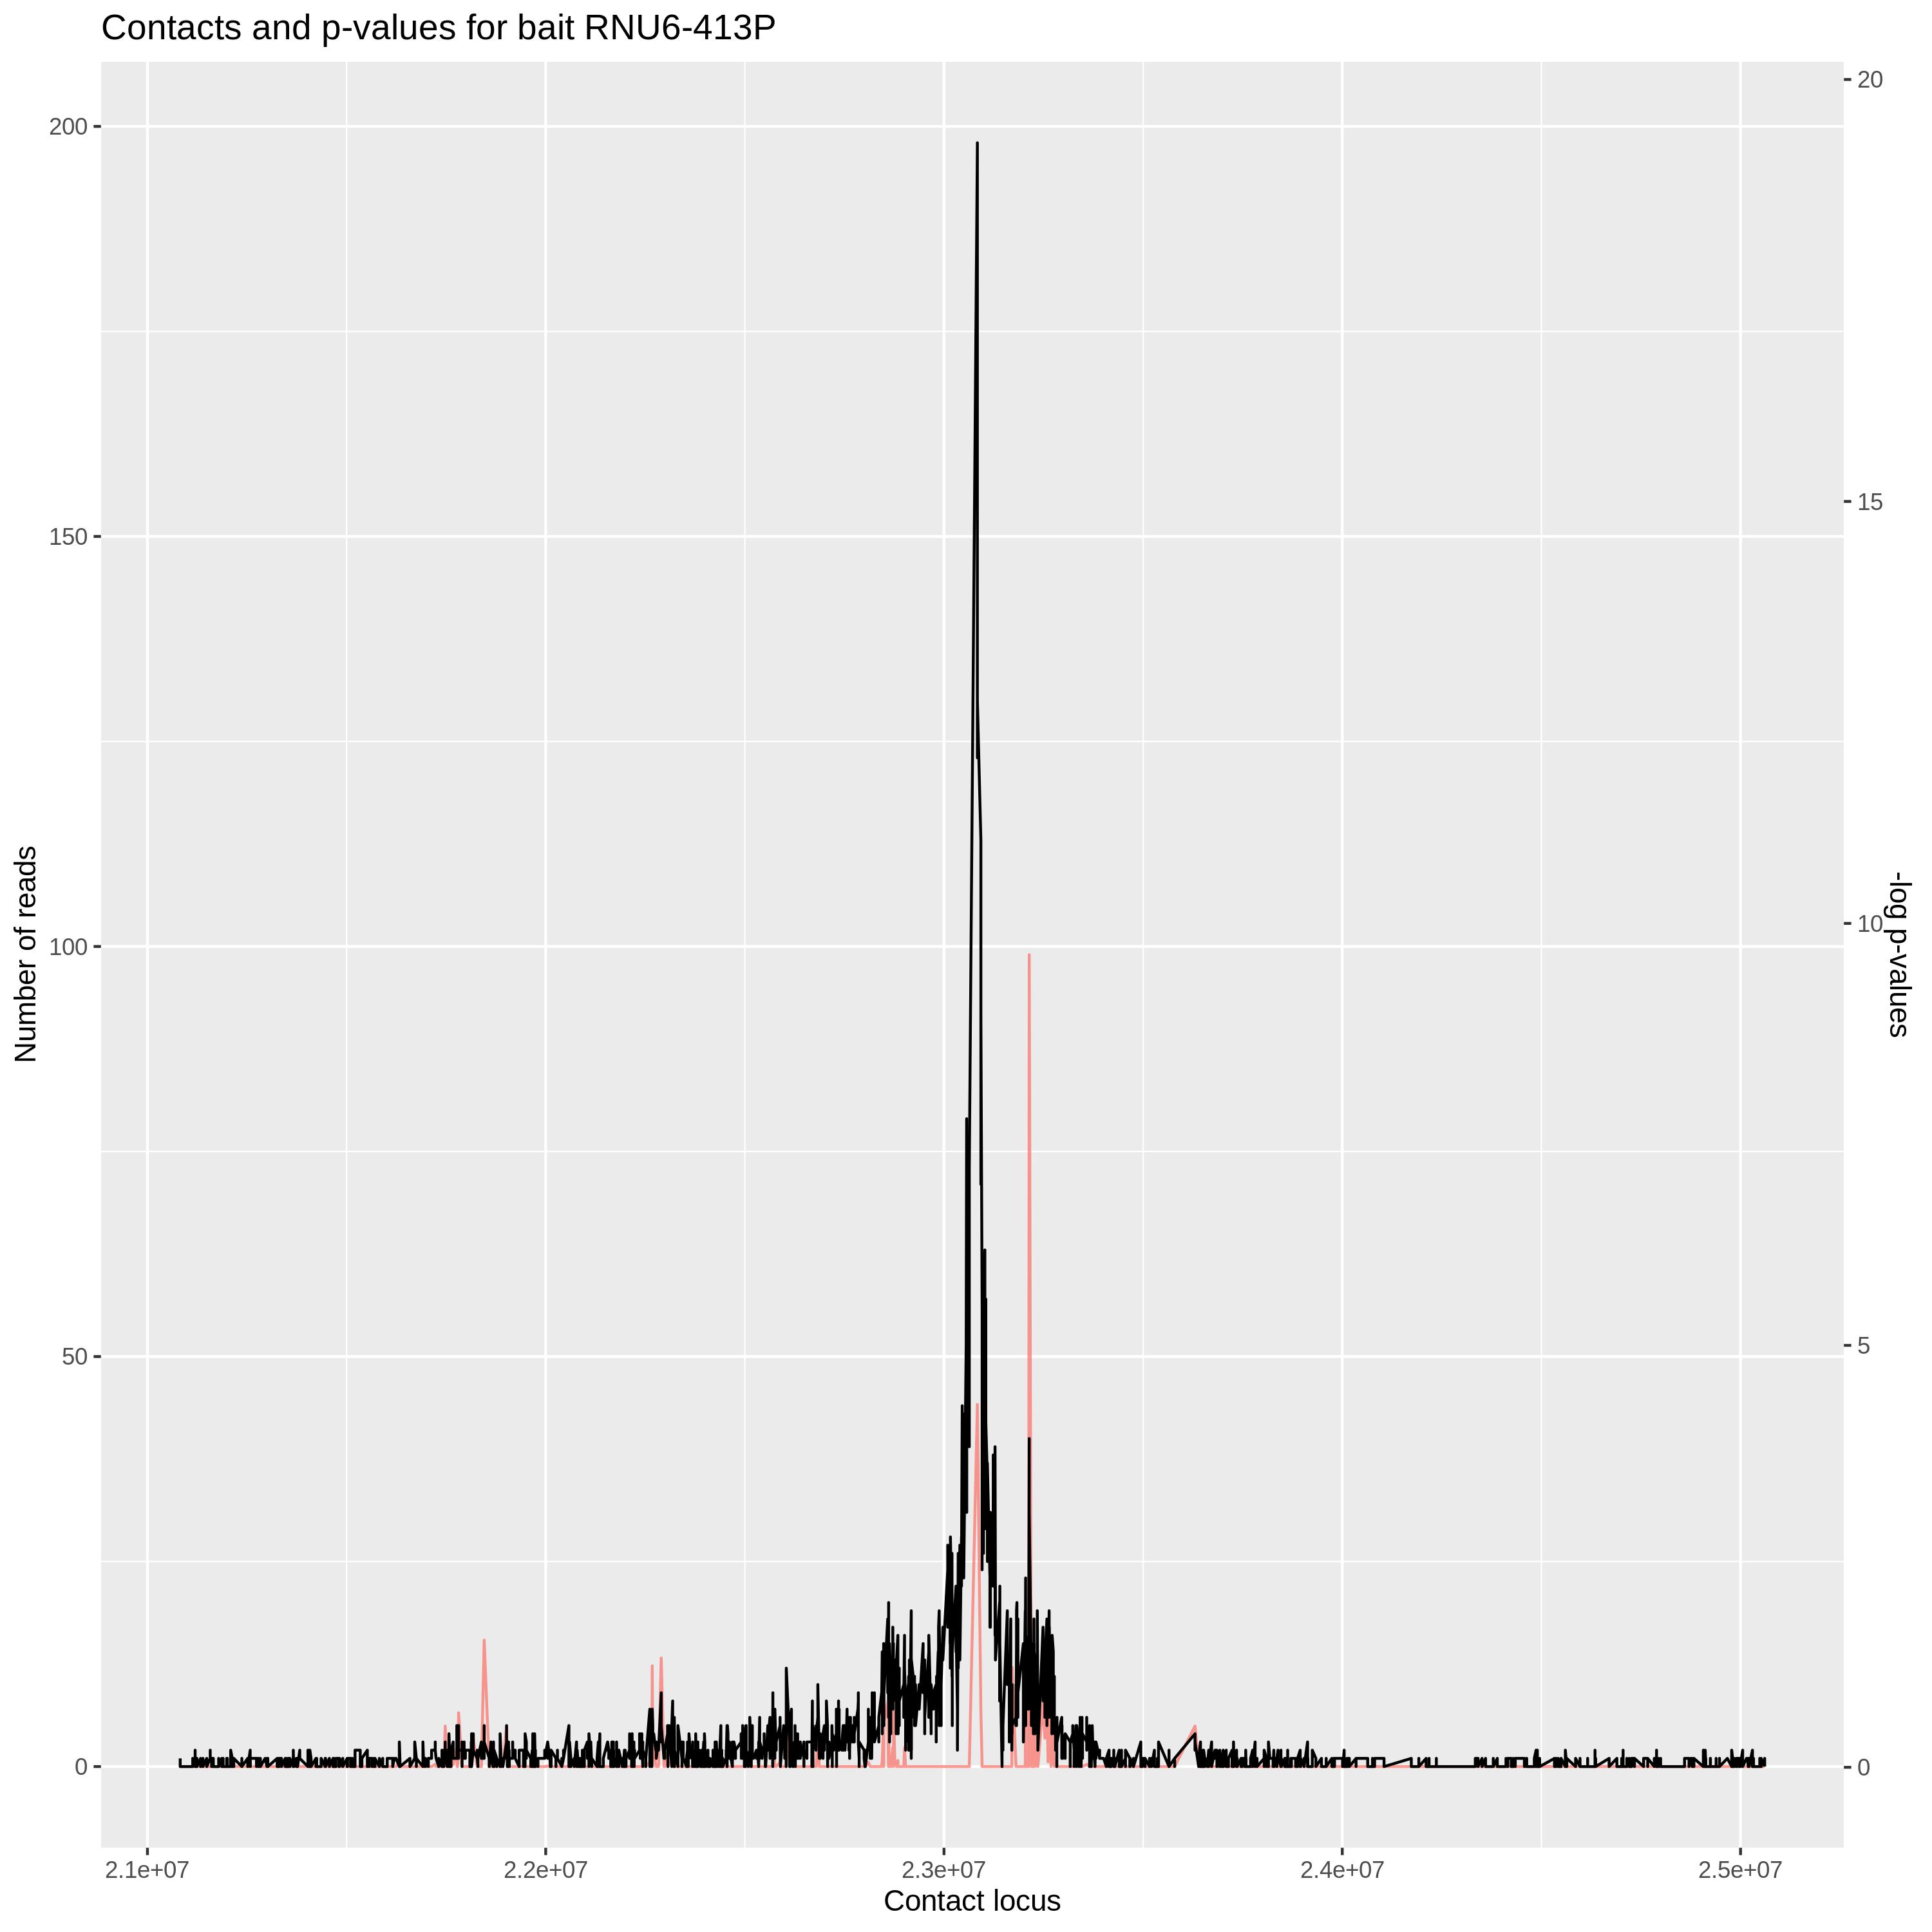 Contacts and p-values for bait RNU6-413P
200
150
100
50
0
Number of reads
20
15
10
5
0
-log p-values
2.1e+07 2.2e+07 2.3e+07 2.4e+07 2.5e+07
Contact locus